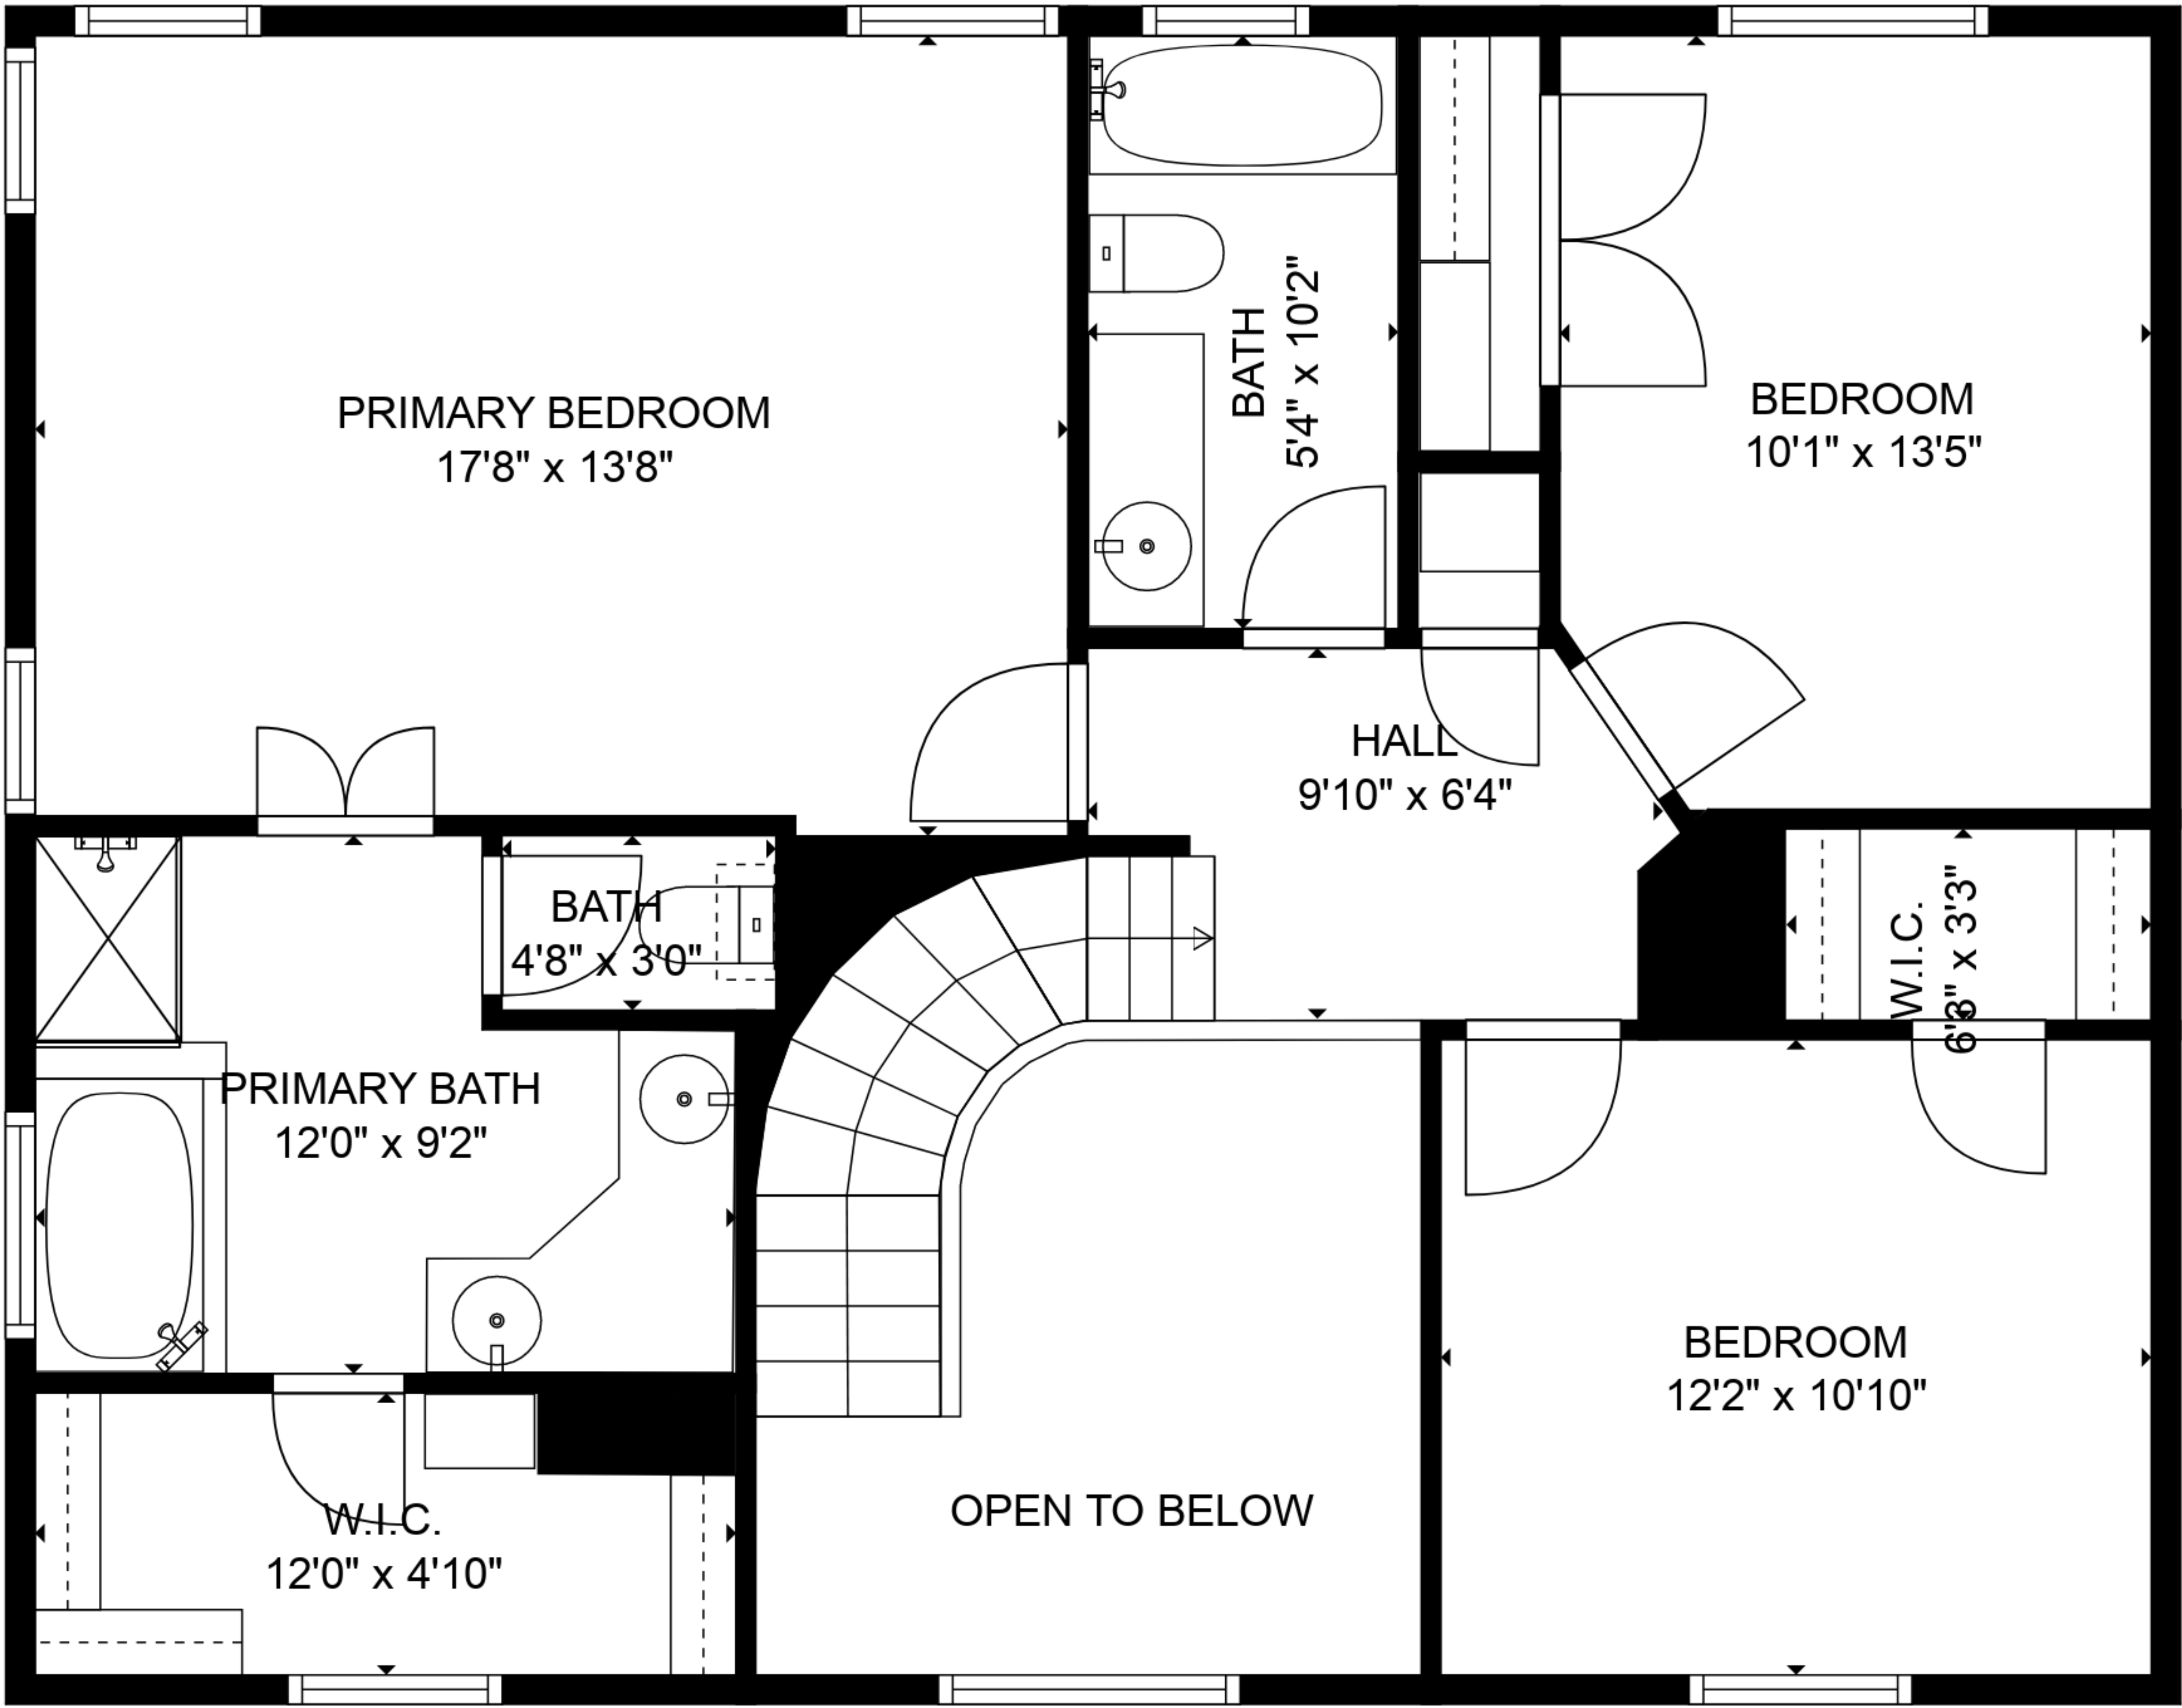 PRIMARY BEDROOM
17'8" x 13'8"
BATH
5'4" x 10'2"
BEDROOM
10'1" x 13'5"
HALL
9'10" x 6'4"
BATH
4'8" x 3'0"
W.I.C.
6'3" x 3'3"
PRIMARY BATH
12'0" x 9'2"
BEDROOM
12'2" x 10'10"
OPEN TO BELOW
W.I.C.
12'0" x 4'10"